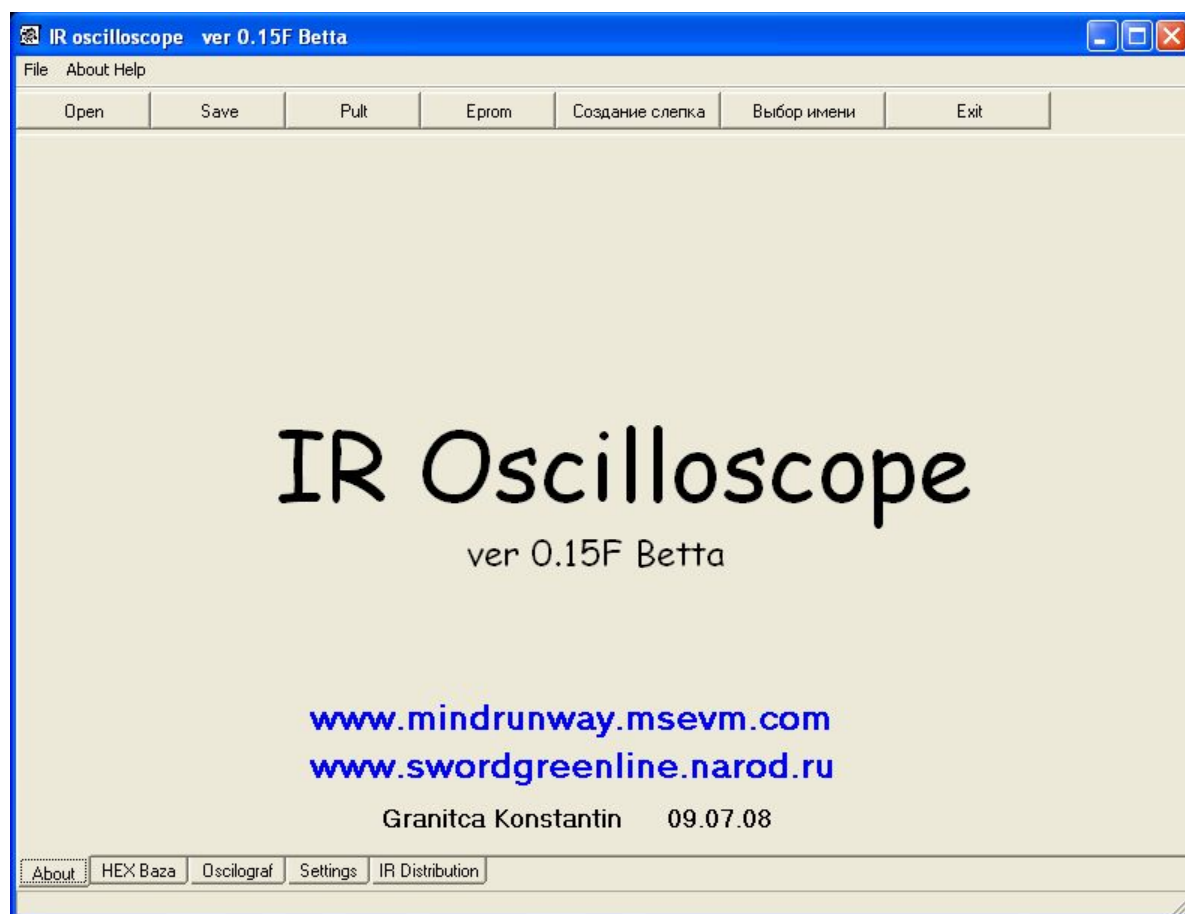 IR oscilloscope ver 0.15F Betta
File About Help
Open Save Pult Eprom Создание слепка Выбор имени Exit
IR Oscilloscope
ver 0.15F Betta
www.mindrunway.msevm.com
www.swordgreenline.narod.ru
Granitca Konstantin 09.07.08
About HEX Baza Oscilograf Settings IR Distribution